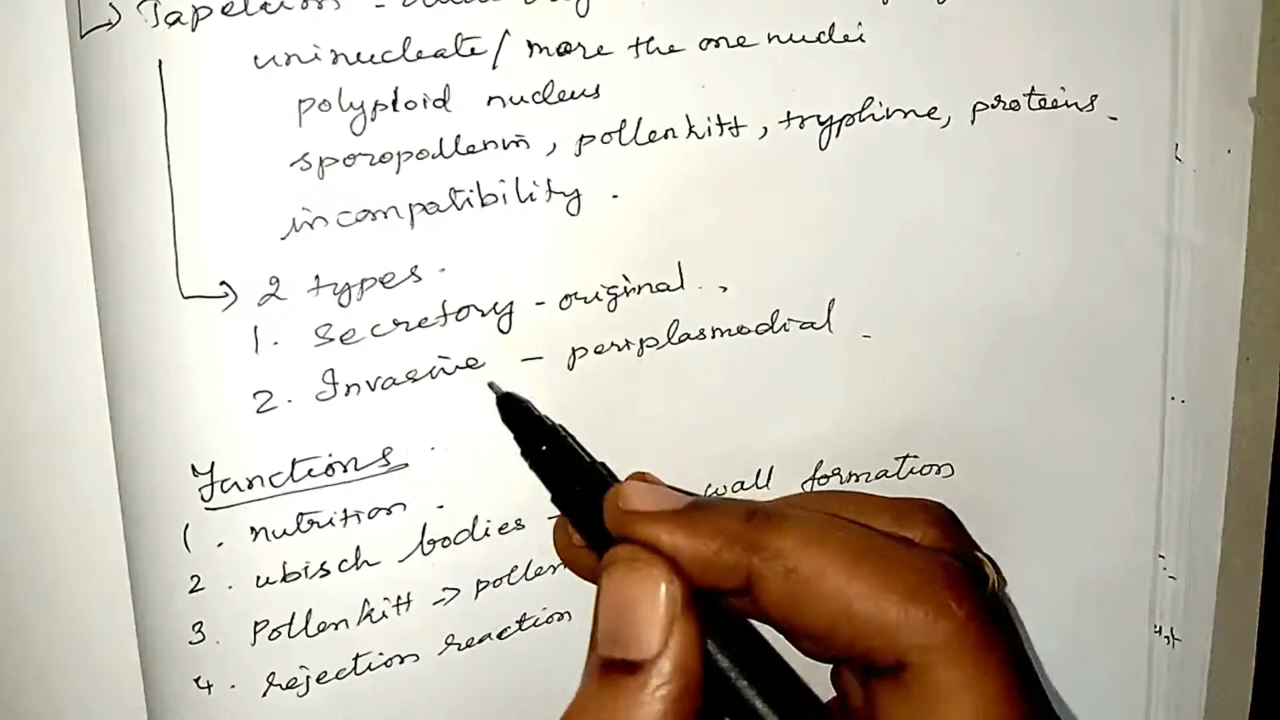 Tapetum -
uninucleate / more the one nuclei
polyploid nucleus
sporopollenin, pollenkitt, tryphine, proteins.
incompatibility.
2 types.
1. Secretory - original.,
2. Invasive - periplasmodial.
Functions.
1. nutrition.
2. ubisch bodies - wall formation
3. Pollenkitt → pollen
4. rejection reaction